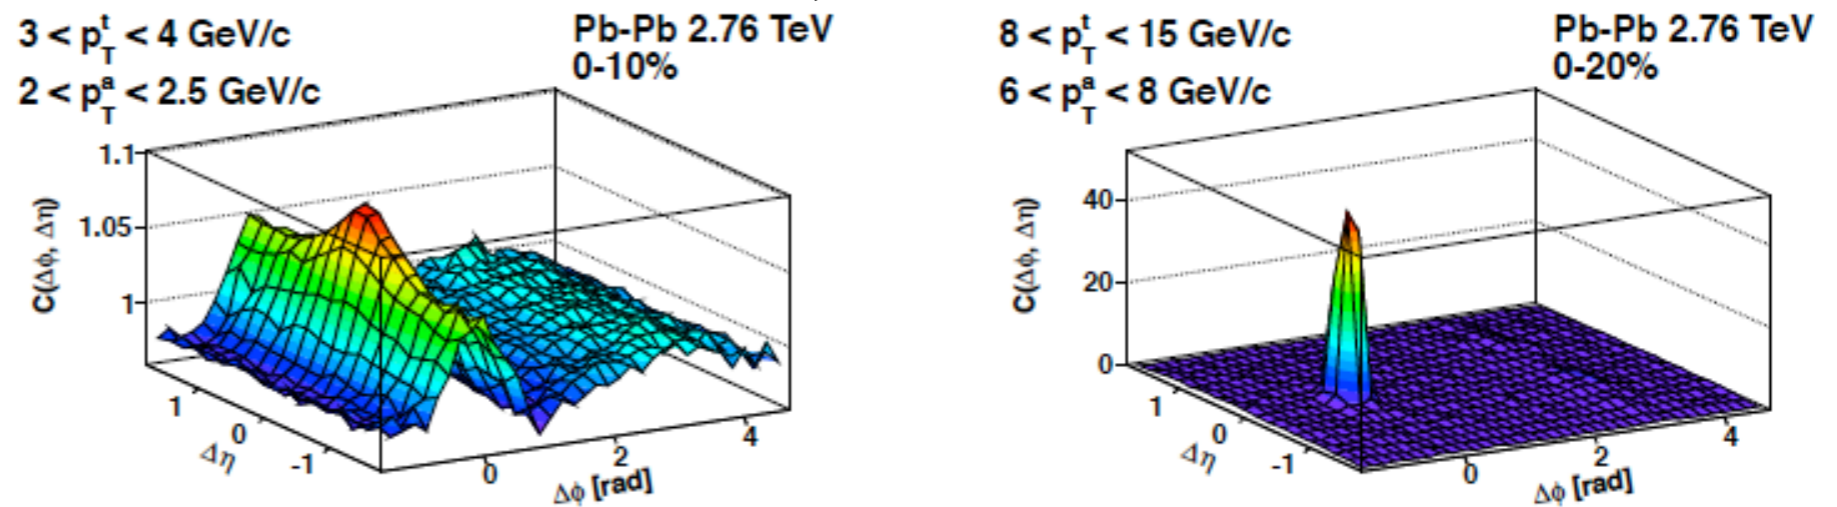 3 < p_T^t < 4 GeV/c
2 < p_T^a < 2.5 GeV/c
Pb-Pb 2.76 TeV
0-10%
C(Δϕ, Δη)
1.1
1.05
1
1
0
-1
Δη
0
2
4
Δϕ [rad]
8 < p_T^t < 15 GeV/c
6 < p_T^a < 8 GeV/c
Pb-Pb 2.76 TeV
0-20%
C(Δϕ, Δη)
40
20
0
1
0
-1
Δη
0
2
4
Δϕ [rad]